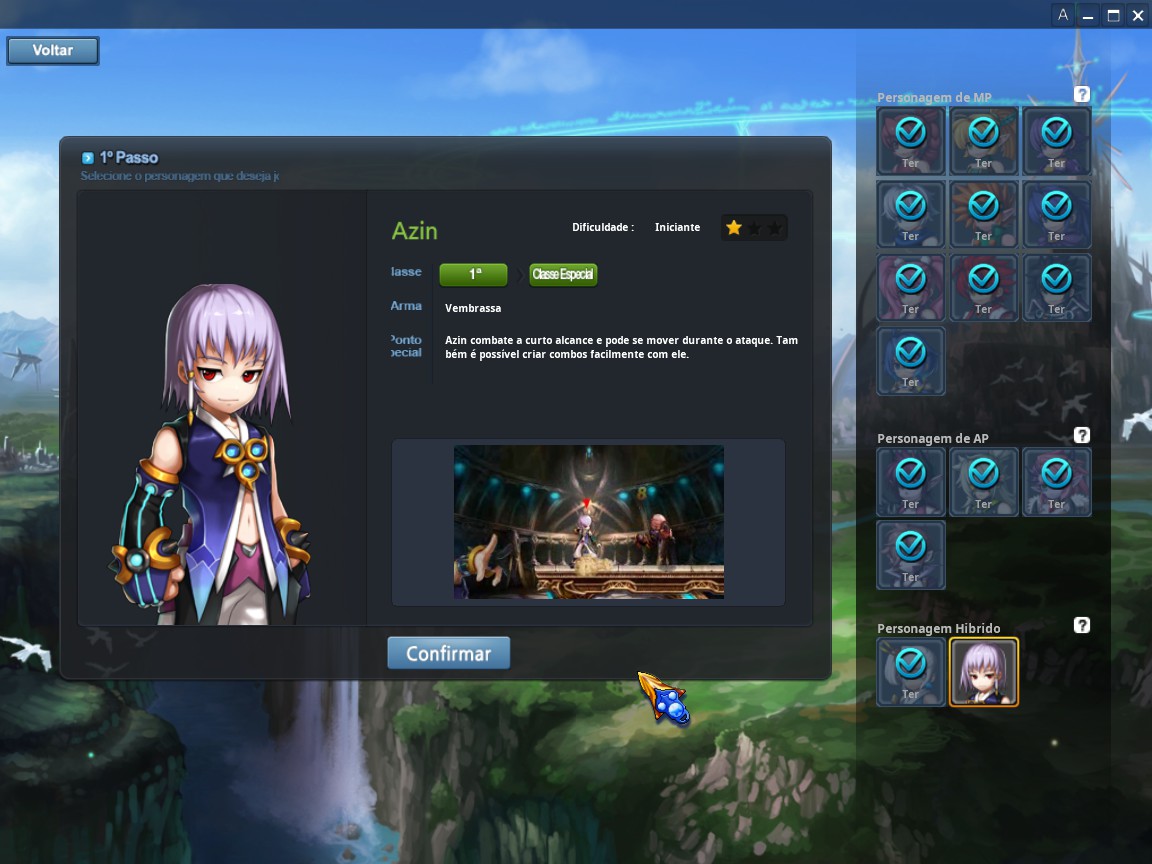 A
Voltar
Personagem de MP ?
1º Passo
Selecione o personagem que deseja jo
Azin
Dificuldade : Iniciante
lasse 1ª Classe Especial
Arma Vembrassa
Ponto
pecial
Azin combate a curto alcance e pode se mover durante o ataque. Tam
bém é possível criar combos facilmente com ele.
Confirmar
Ter Ter Ter
Ter Ter Ter
Ter Ter Ter
Ter
Personagem de AP ?
Ter Ter Ter
Ter
Personagem Hibrido ?
Ter